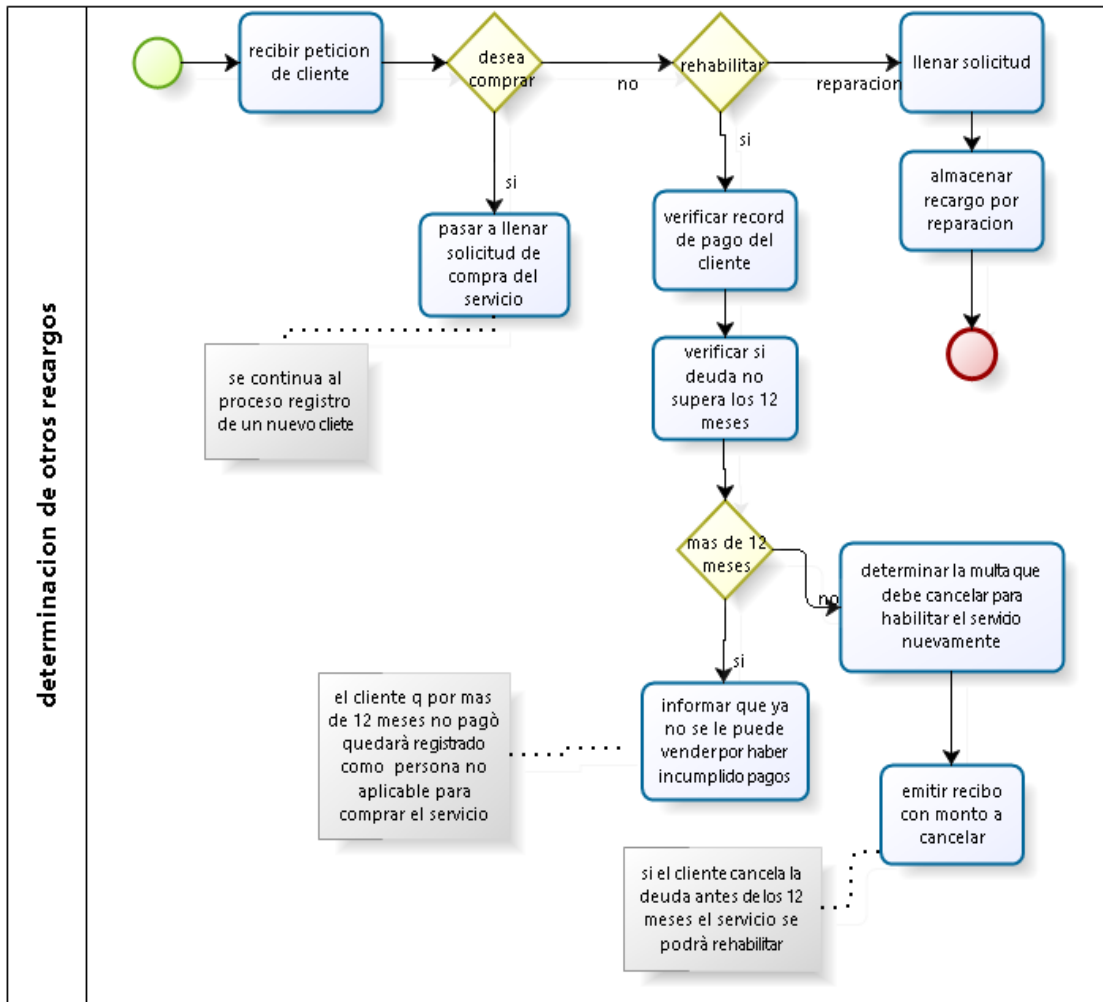 determinacion de otros recargos
recibir peticion
de cliente
desea
comprar
no
rehabilitar
reparacion
llenar solicitud
si
pasar a llenar
solicitud de
compra del
servicio
se continua al
proceso registro
de un nuevo cliete
si
verificar record
de pago del
cliente
almacenar
recargo por
reparacion
verificar si
deuda no
supera los 12
meses
mas de 12
meses
no
determinar la multa que
debe cancelar para
habilitar el servicio
nuevamente
si
informar que ya
no se le puede
vender por haber
incumplido pagos
el cliente q por mas
de 12 meses no pagò
quedarà registrado
como persona no
aplicable para
comprar el servicio
emitir recibo
con monto a
cancelar
si el cliente cancela la
deuda antes de los 12
meses el servicio se
podrà rehabilitar